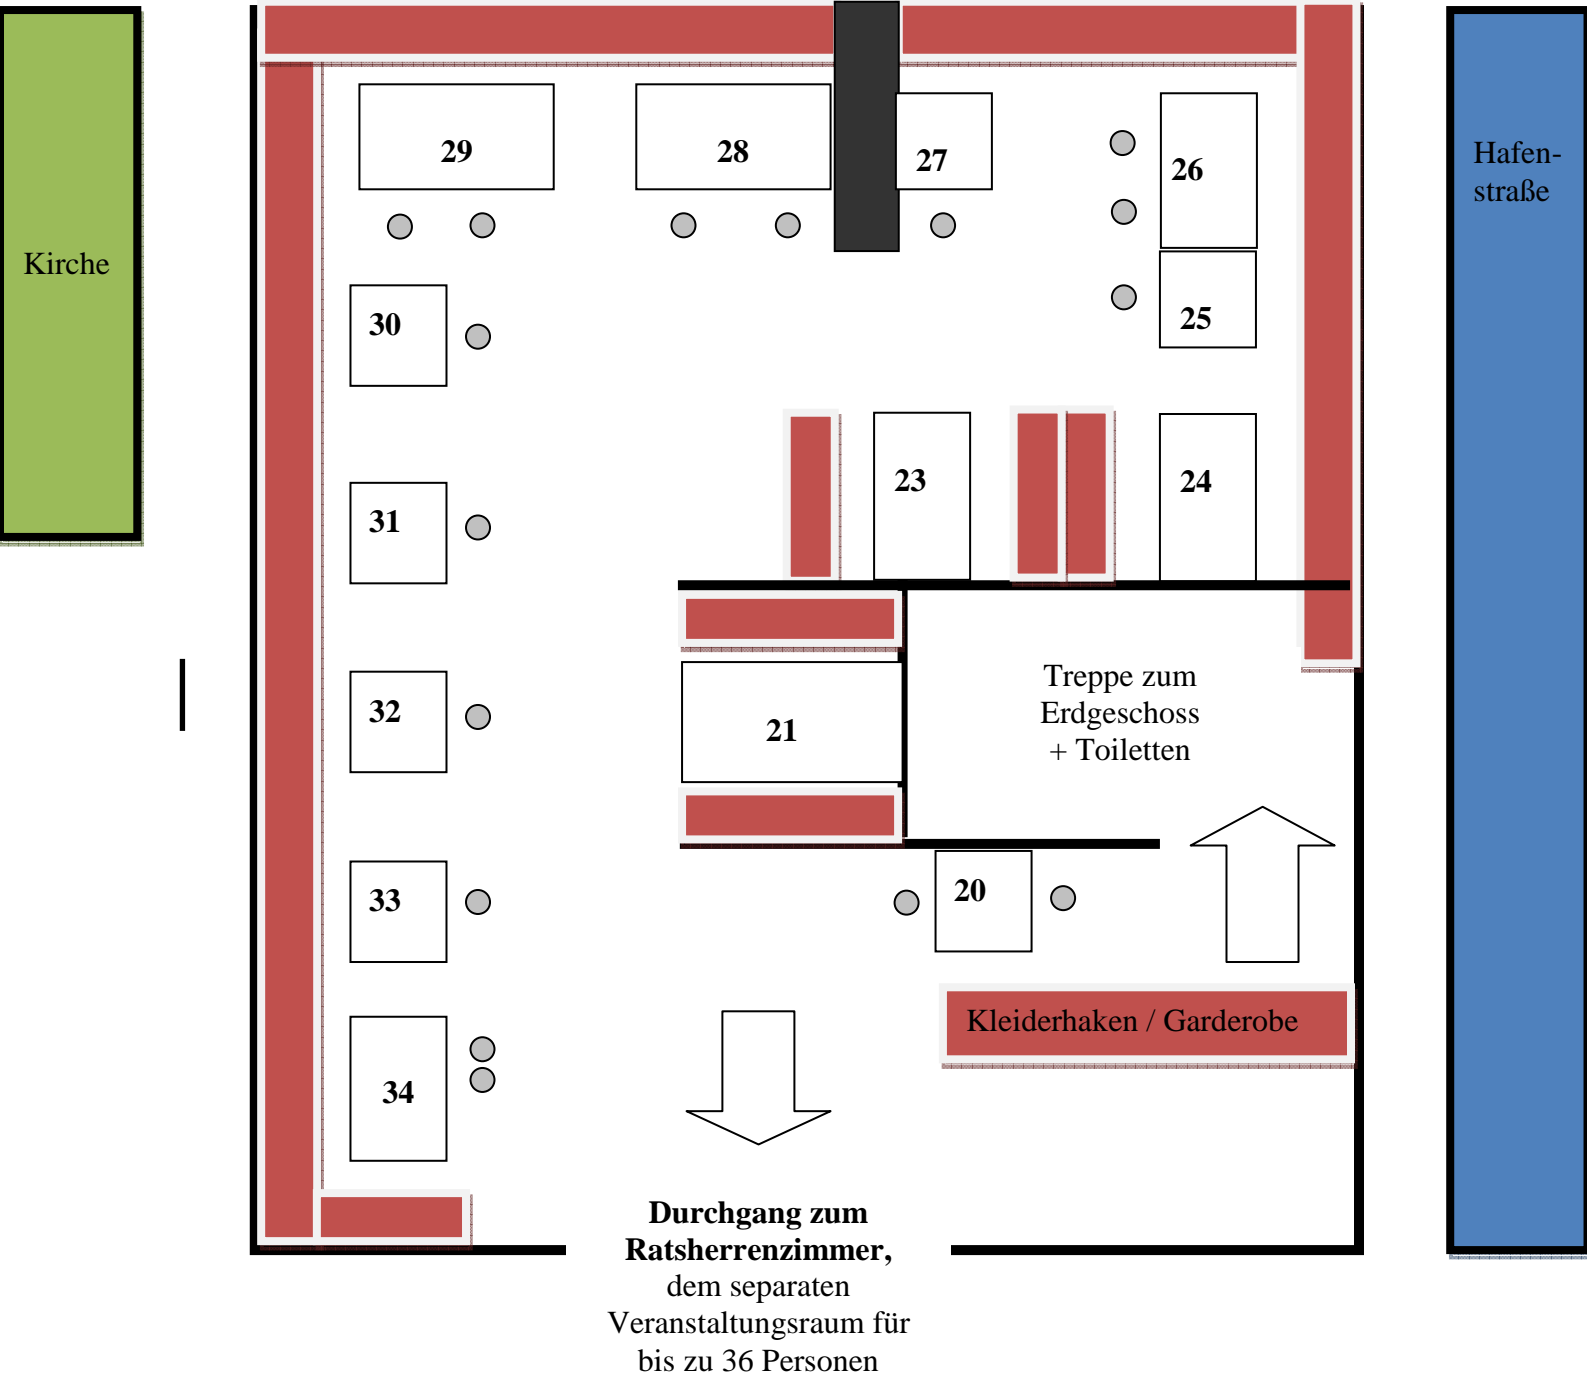 29
28
27
26
Hafen-
straße
Kirche
30
25
23
24
31
32
21
Treppe zum
Erdgeschoss
+ Toiletten
33
20
Kleiderhaken / Garderobe
34
Durchgang zum
Ratsherrenzimmer,
dem separaten
Veranstaltungsraum für
bis zu 36 Personen